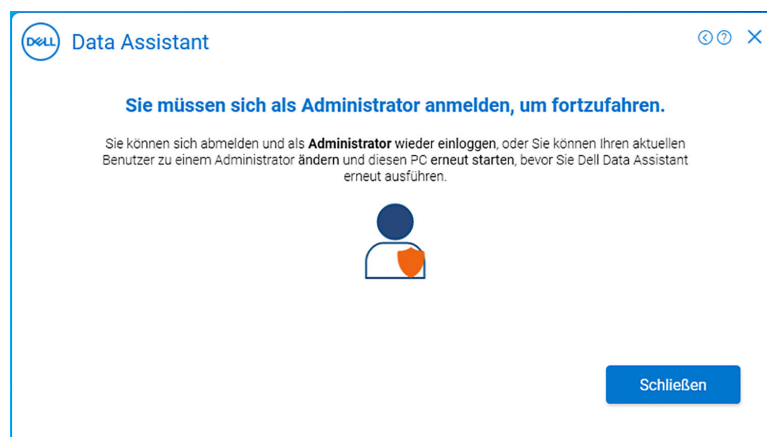 DELL Data Assistant
Sie müssen sich als Administrator anmelden, um fortzufahren.
Sie können sich abmelden und als Administrator wieder einloggen, oder Sie können Ihren aktuellen
Benutzer zu einem Administrator ändern und diesen PC erneut starten, bevor Sie Dell Data Assistant
erneut ausführen.
Schließen